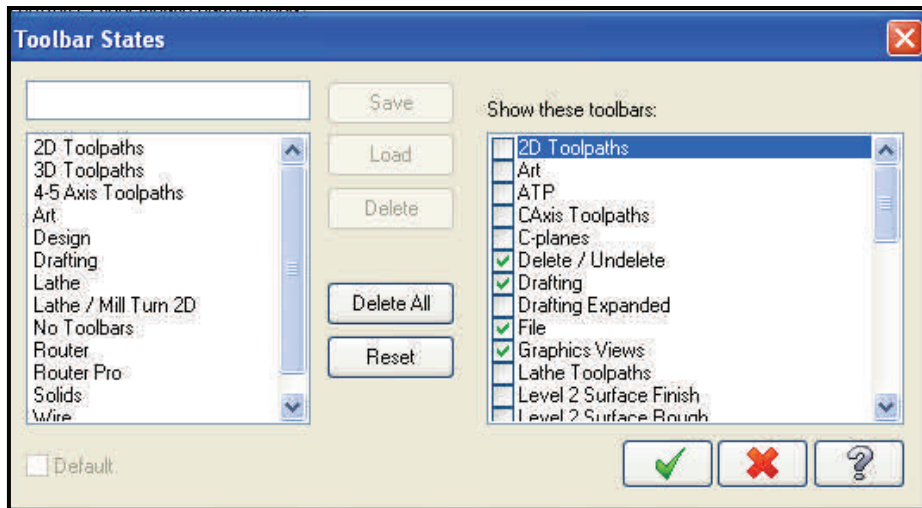 Toolbar States
Save
Load
Delete
Delete All
Reset
2D Toolpaths
3D Toolpaths
4-5 Axis Toolpaths
Art
Design
Drafting
Lathe
Lathe / Mill Turn 2D
No Toolbars
Router
Router Pro
Solids
Wire
Default
Show these toolbars:
2D Toolpaths
Art
ATP
CAxis Toolpaths
C-planes
Delete / Undelete
Drafting
Drafting Expanded
File
Graphics Views
Lathe Toolpaths
Level 2 Surface Finish
Level 2 Surface Rough